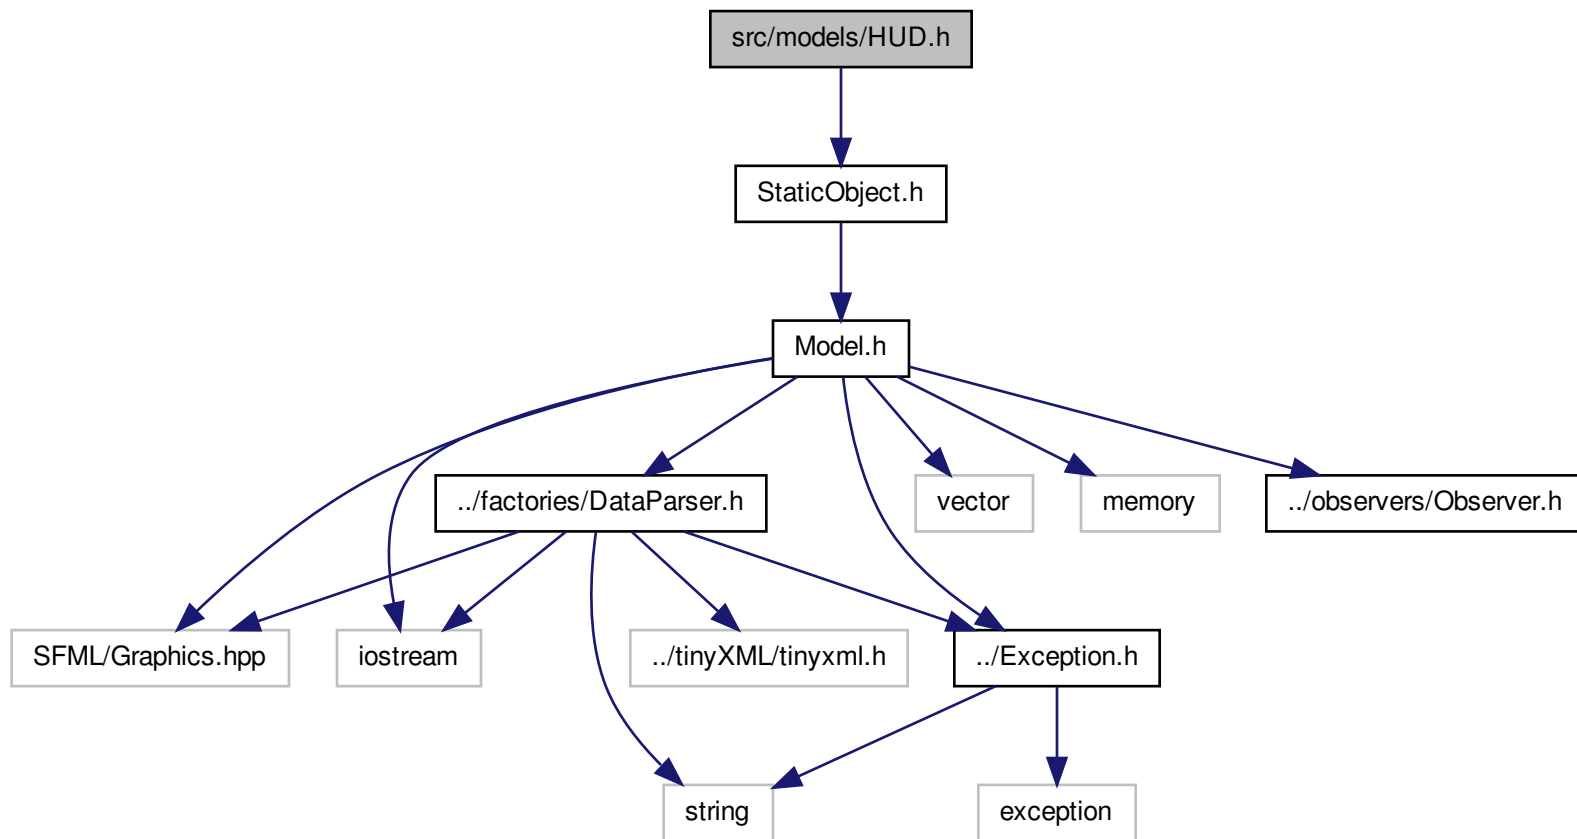 src/models/HUD.h
StaticObject.h
Model.h
../factories/DataParser.h
vector
memory
../observers/Observer.h
SFML/Graphics.hpp
iostream
../tinyXML/tinyxml.h
../Exception.h
string
exception